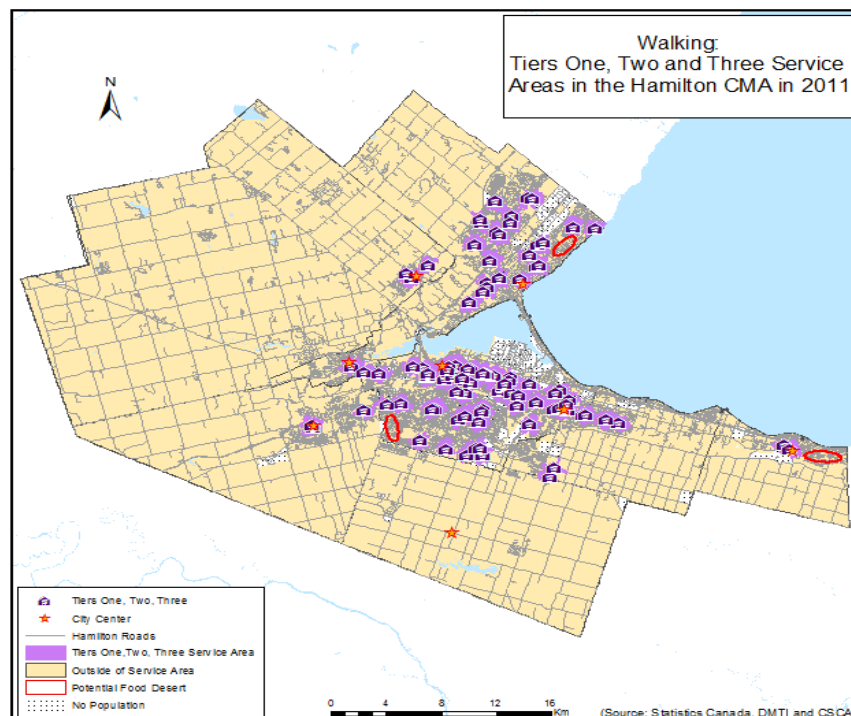 Walking:
Tiers One, Two and Three Service
Areas in the Hamilton CMA in 2011
N
Tiers One, Two, Three
City Center
Hamilton Roads
Tiers One,Two, Three Service Area
Outside of Service Area
Potential Food Desert
No Population
0 4 8 12 16
Km
(Source: Statistics Canada, DMTI and CSCA